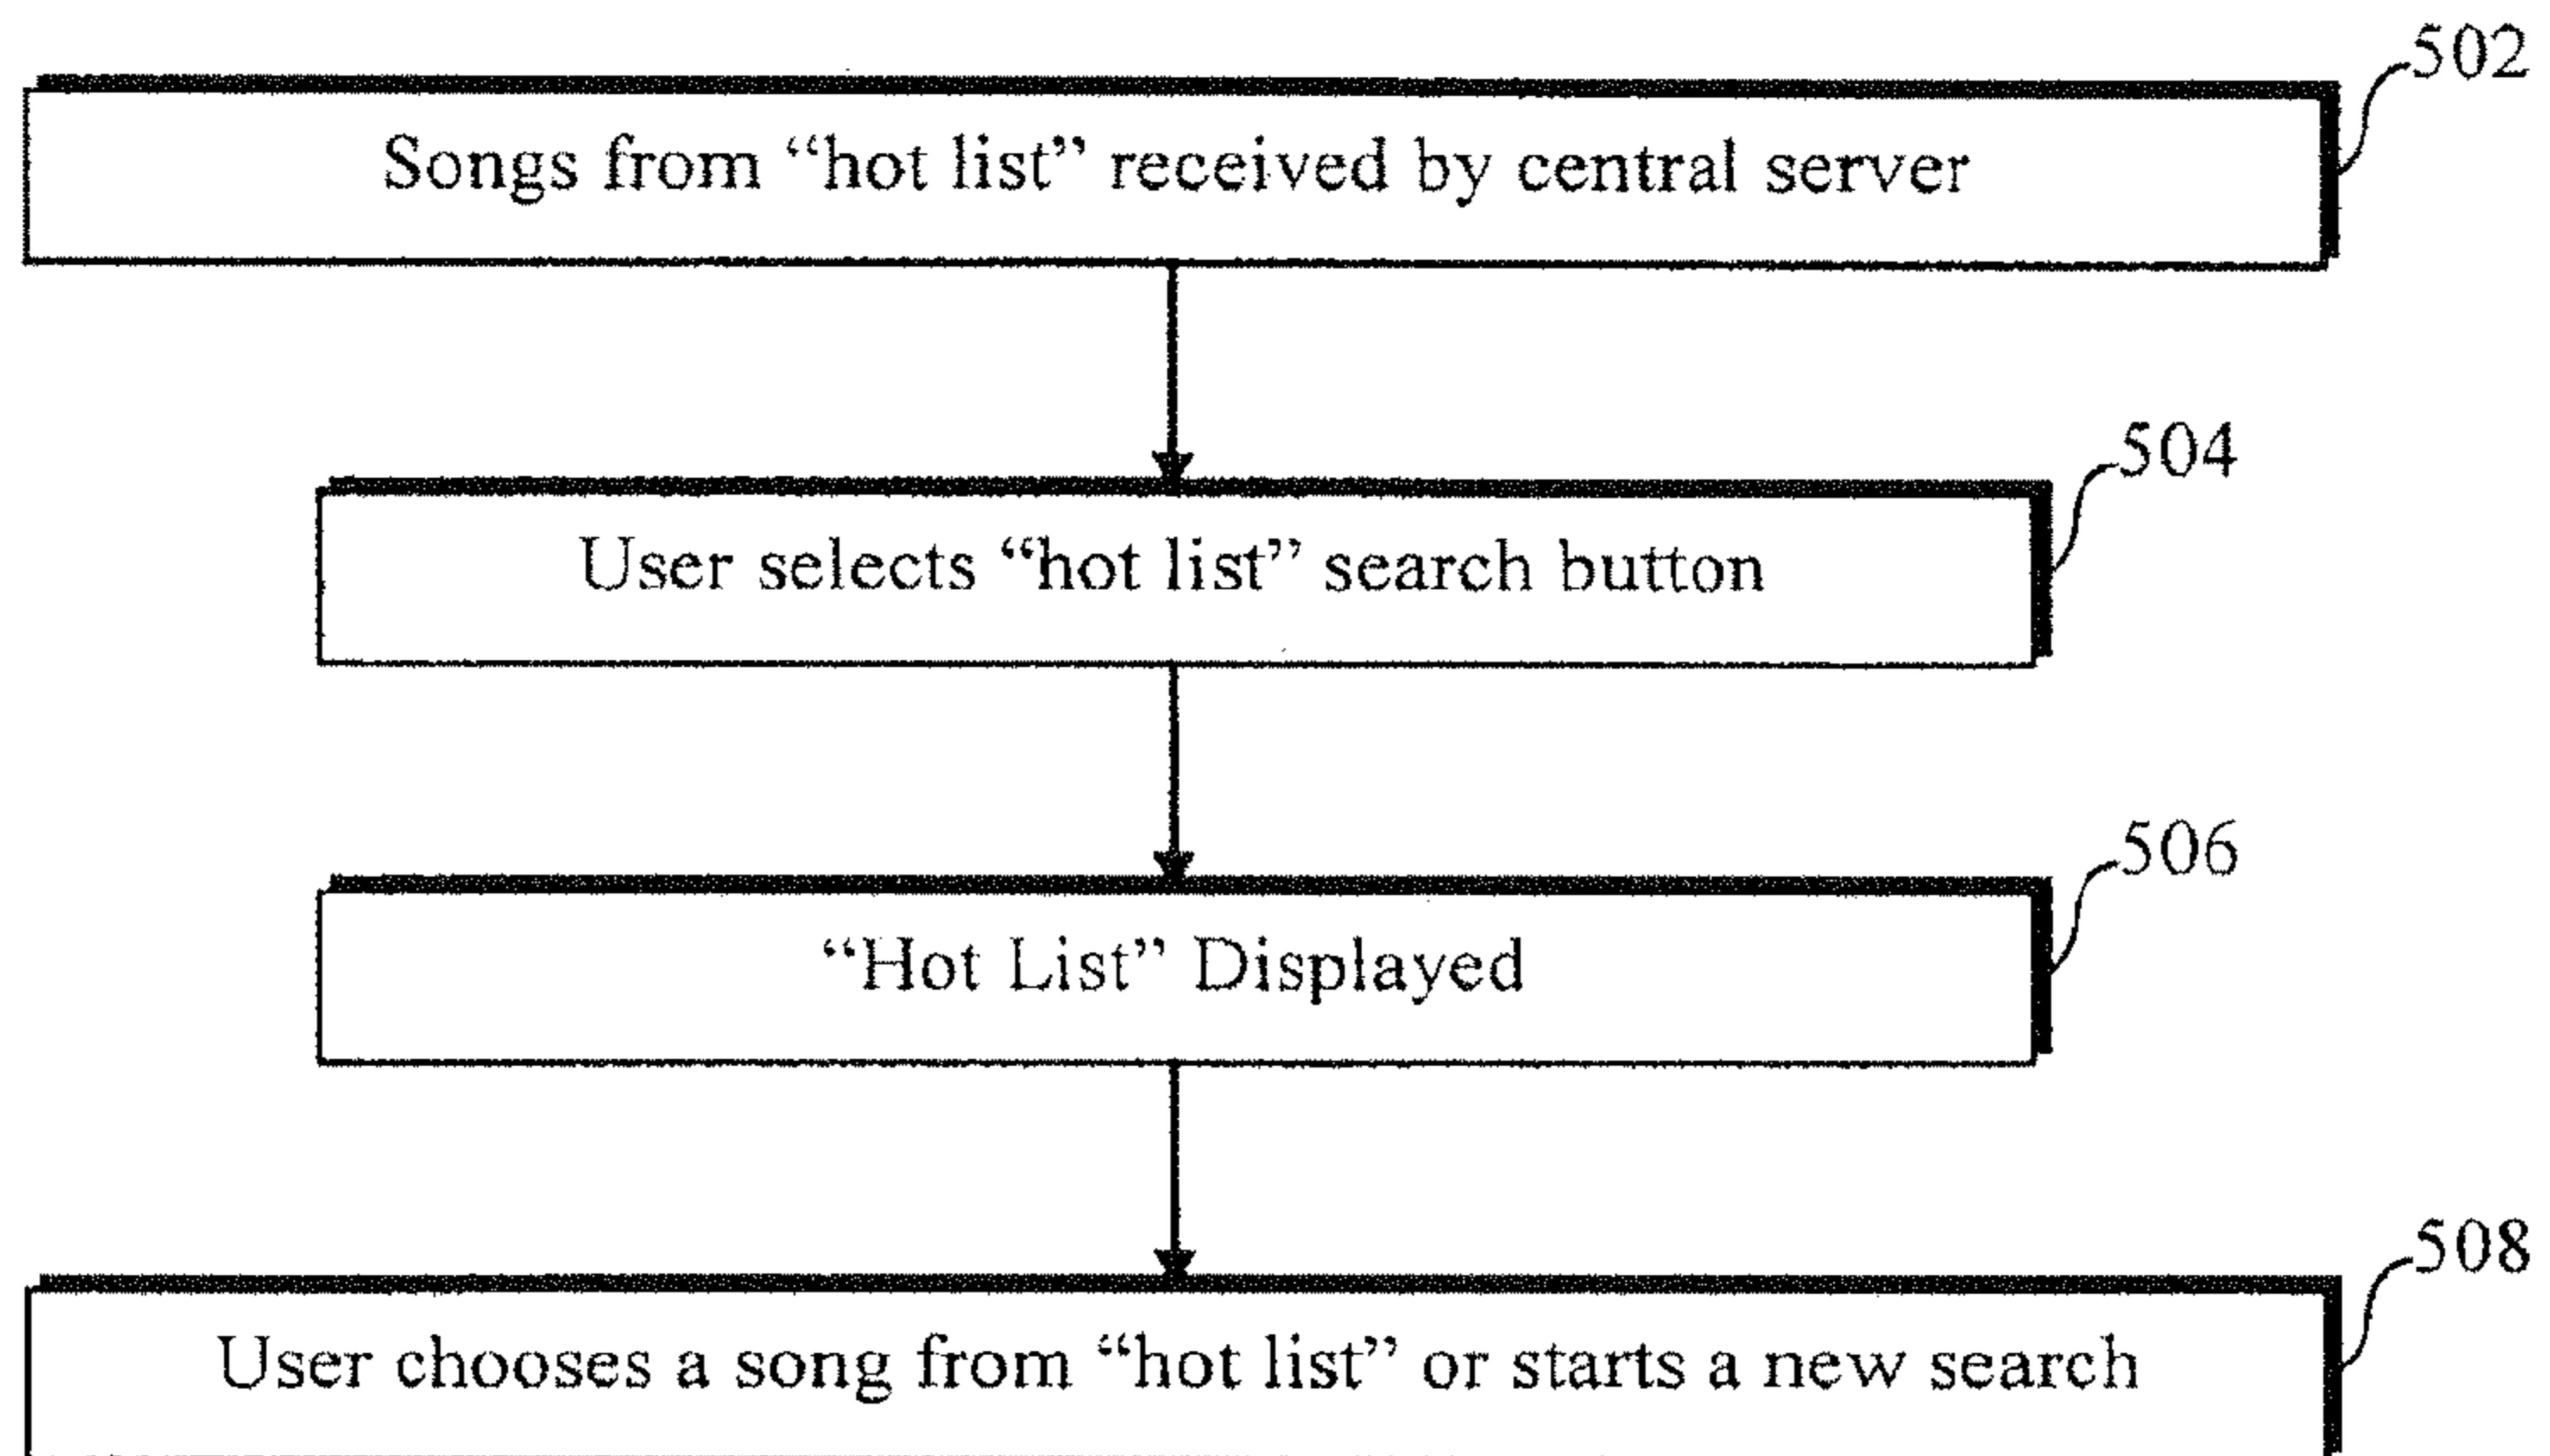 502
Songs from “hot list” received by central server
504
User selects “hot list” search button
506
“Hot List” Displayed
508
User chooses a song from “hot list” or starts a new search